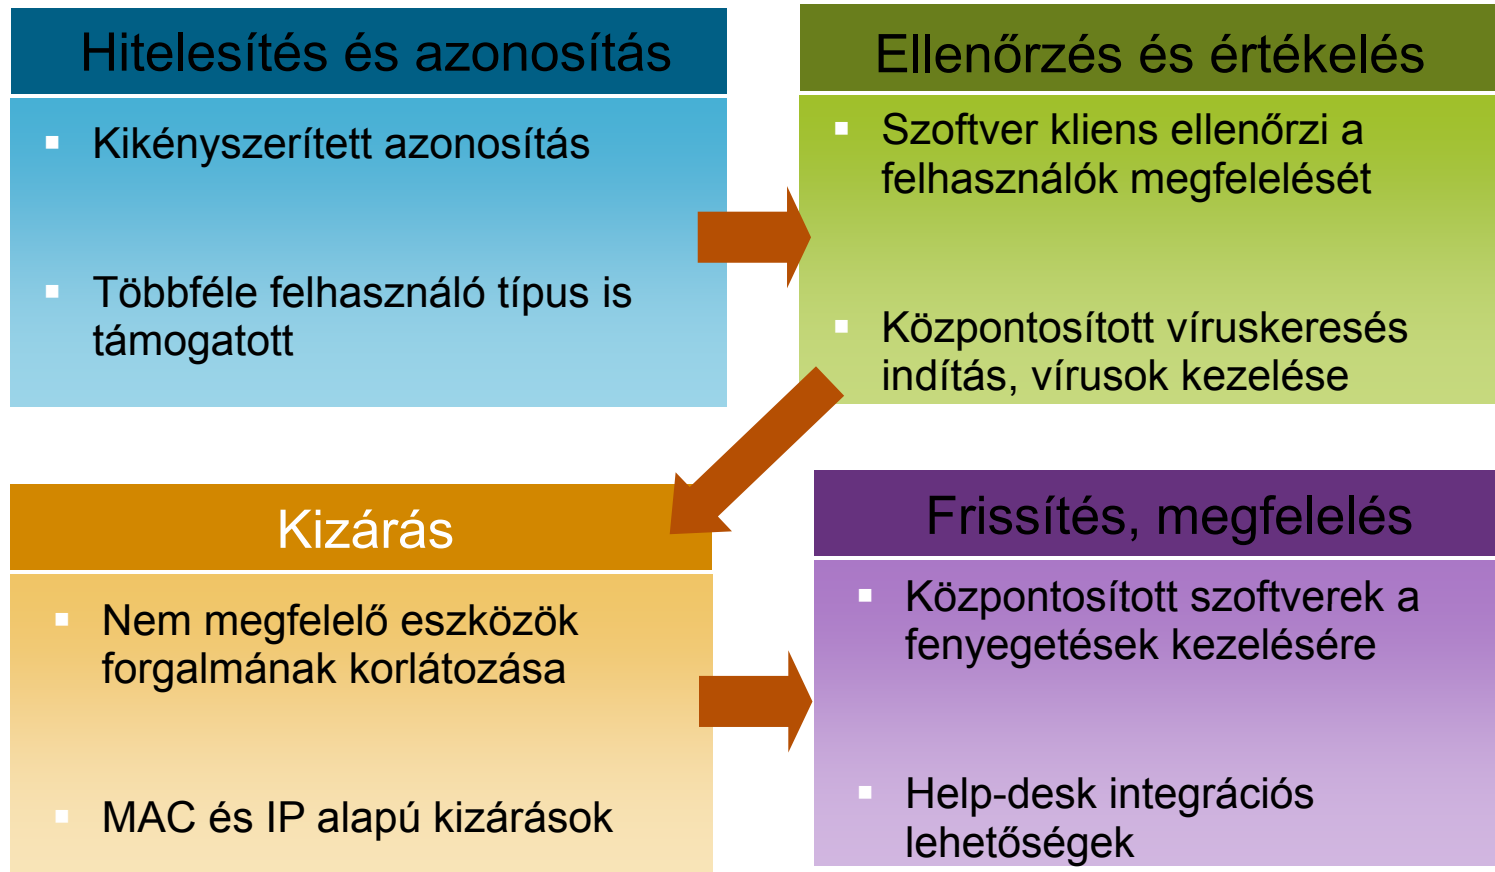 Hitelesítés és azonosítás
Kikényszerített azonosítás
Többféle felhasználó típus is
támogatott
Ellenőrzés és értékelés
Szoftver kliens ellenőrzi a
felhasználók megfelelését
Központosított víruskeresés
indítás, vírusok kezelése
Kizárás
Nem megfelelő eszközök
forgalmának korlátozása
MAC és IP alapú kizárások
Frissítés, megfelelés
Központosított szoftverek a
fenyegetések kezelésére
Help-desk integrációs
lehetőségek